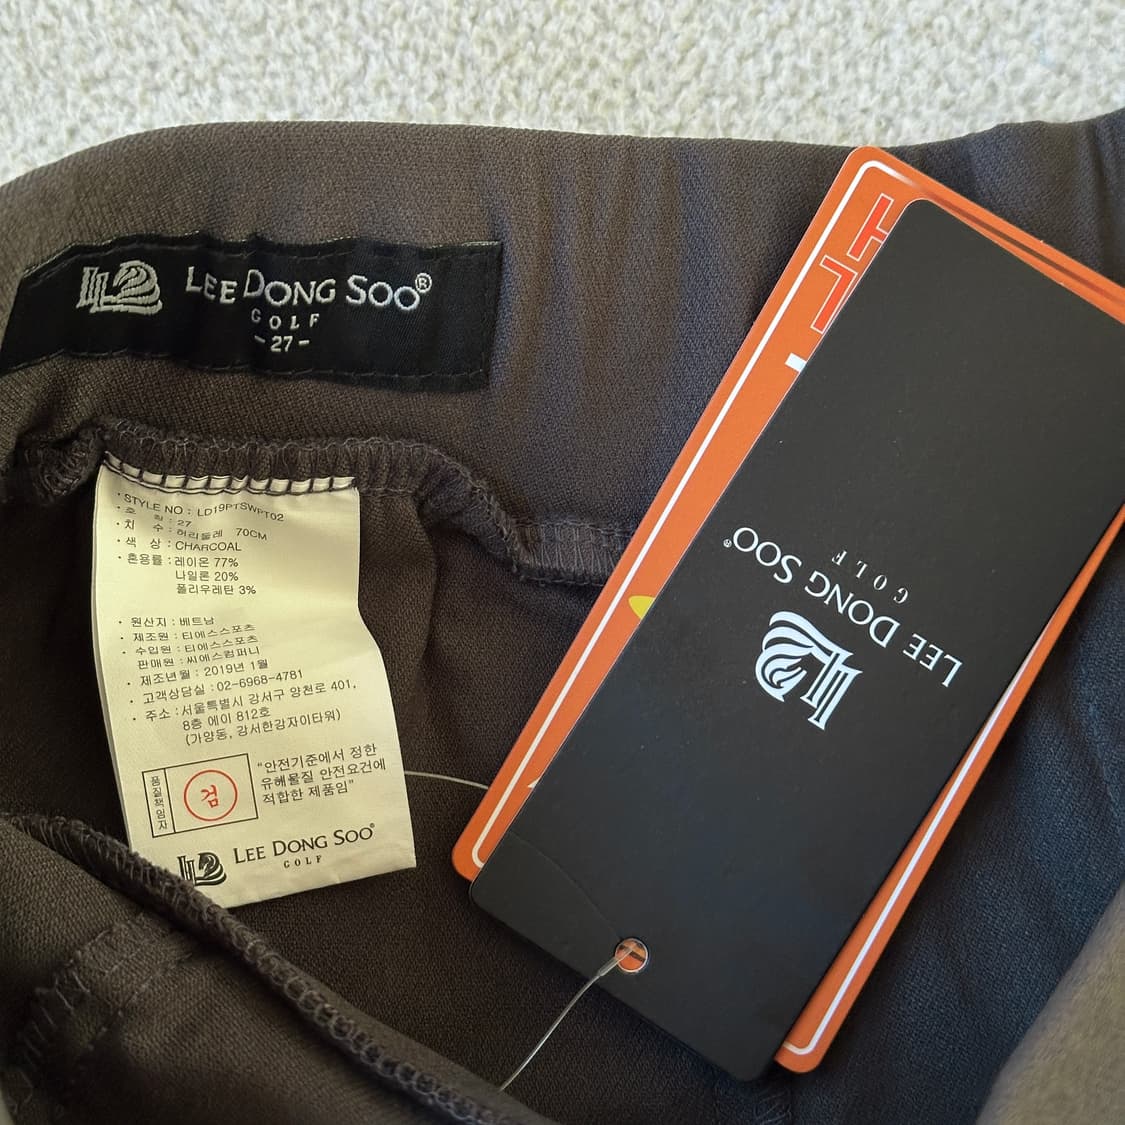 LEE DONG SOO®
GOLF
-27-
· STYLE NO : LD19PTSWPT02
· 호 칭 : 27
· 치 수 : 허리둘레 70CM
· 색 상 : CHARCOAL
· 혼용률 : 레이온 77%
나일론 20%
폴리우레탄 3%
· 원산지 : 베트남
· 제조원 : 티에스스포츠
· 수입원 : 티에스스포츠
판매원 : 씨에스컴퍼니
· 제조년월 : 2019년 1월
· 고객상담실 : 02-6968-4781
· 주소 : 서울특별시 강서구 양천로 401,
8층 에이 812호
(가양동, 강서한강자이타워)
품질책임자
검
"안전기준에서 정한
유해물질 안전요건에
적합한 제품임"
LEE DONG SOO®
GOLF
LEE DONG SOO®
GOLF